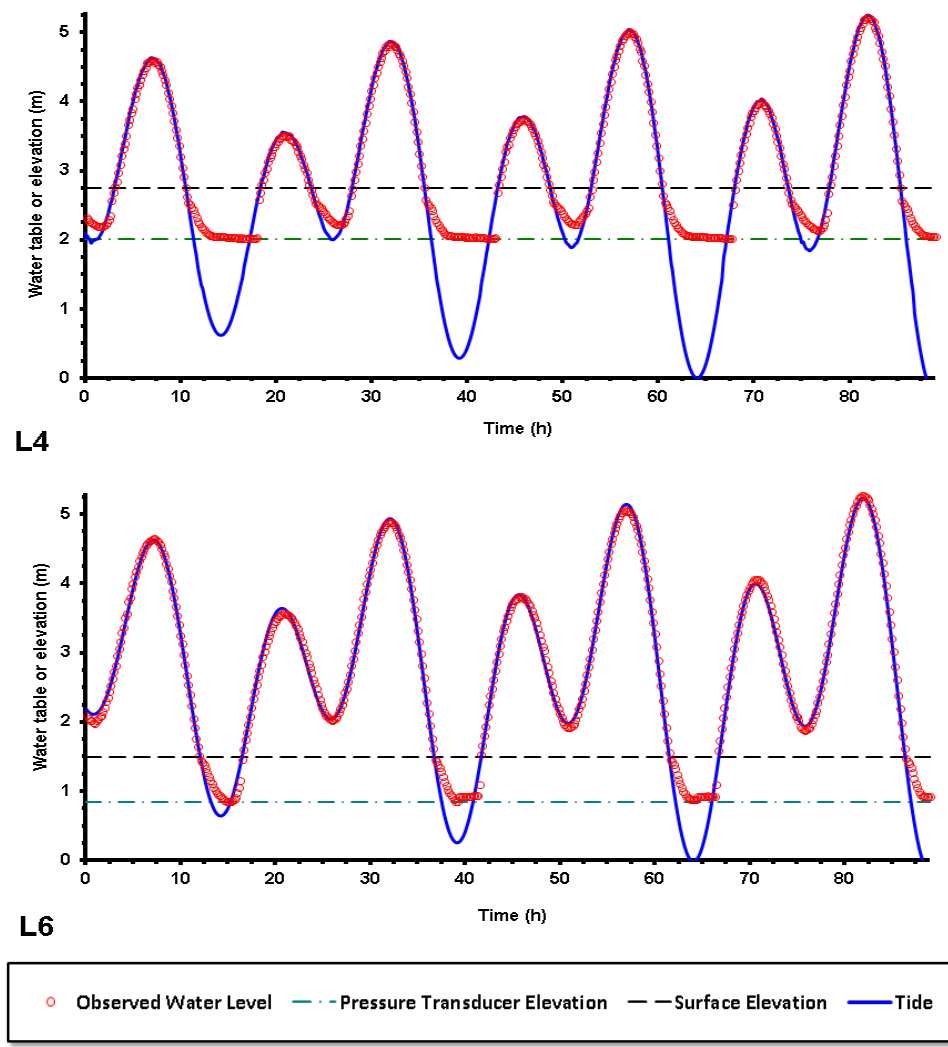 Water table or elevation (m)
5
4
3
2
1
0
0 10 20 30 40 50 60 70 80
Time (h)
L4
Water table or elevation (m)
5
4
3
2
1
0
0 10 20 30 40 50 60 70 80
Time (h)
L6
Observed Water Level Pressure Transducer Elevation Surface Elevation Tide